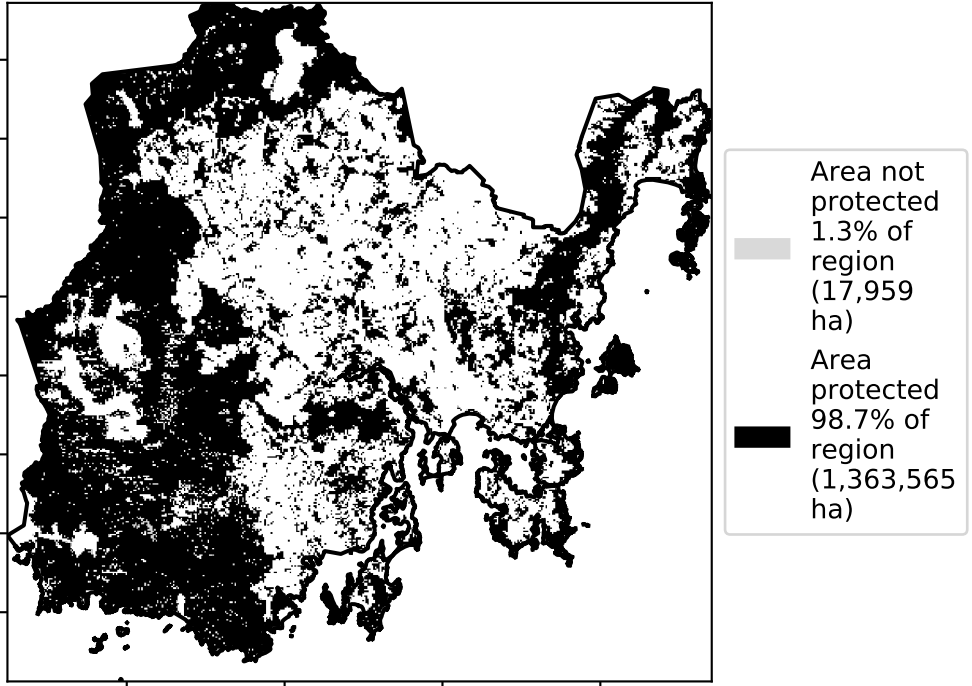 Area not
protected
1.3% of
region
(17,959
ha)
Area
protected
98.7% of
region
(1,363,565
ha)